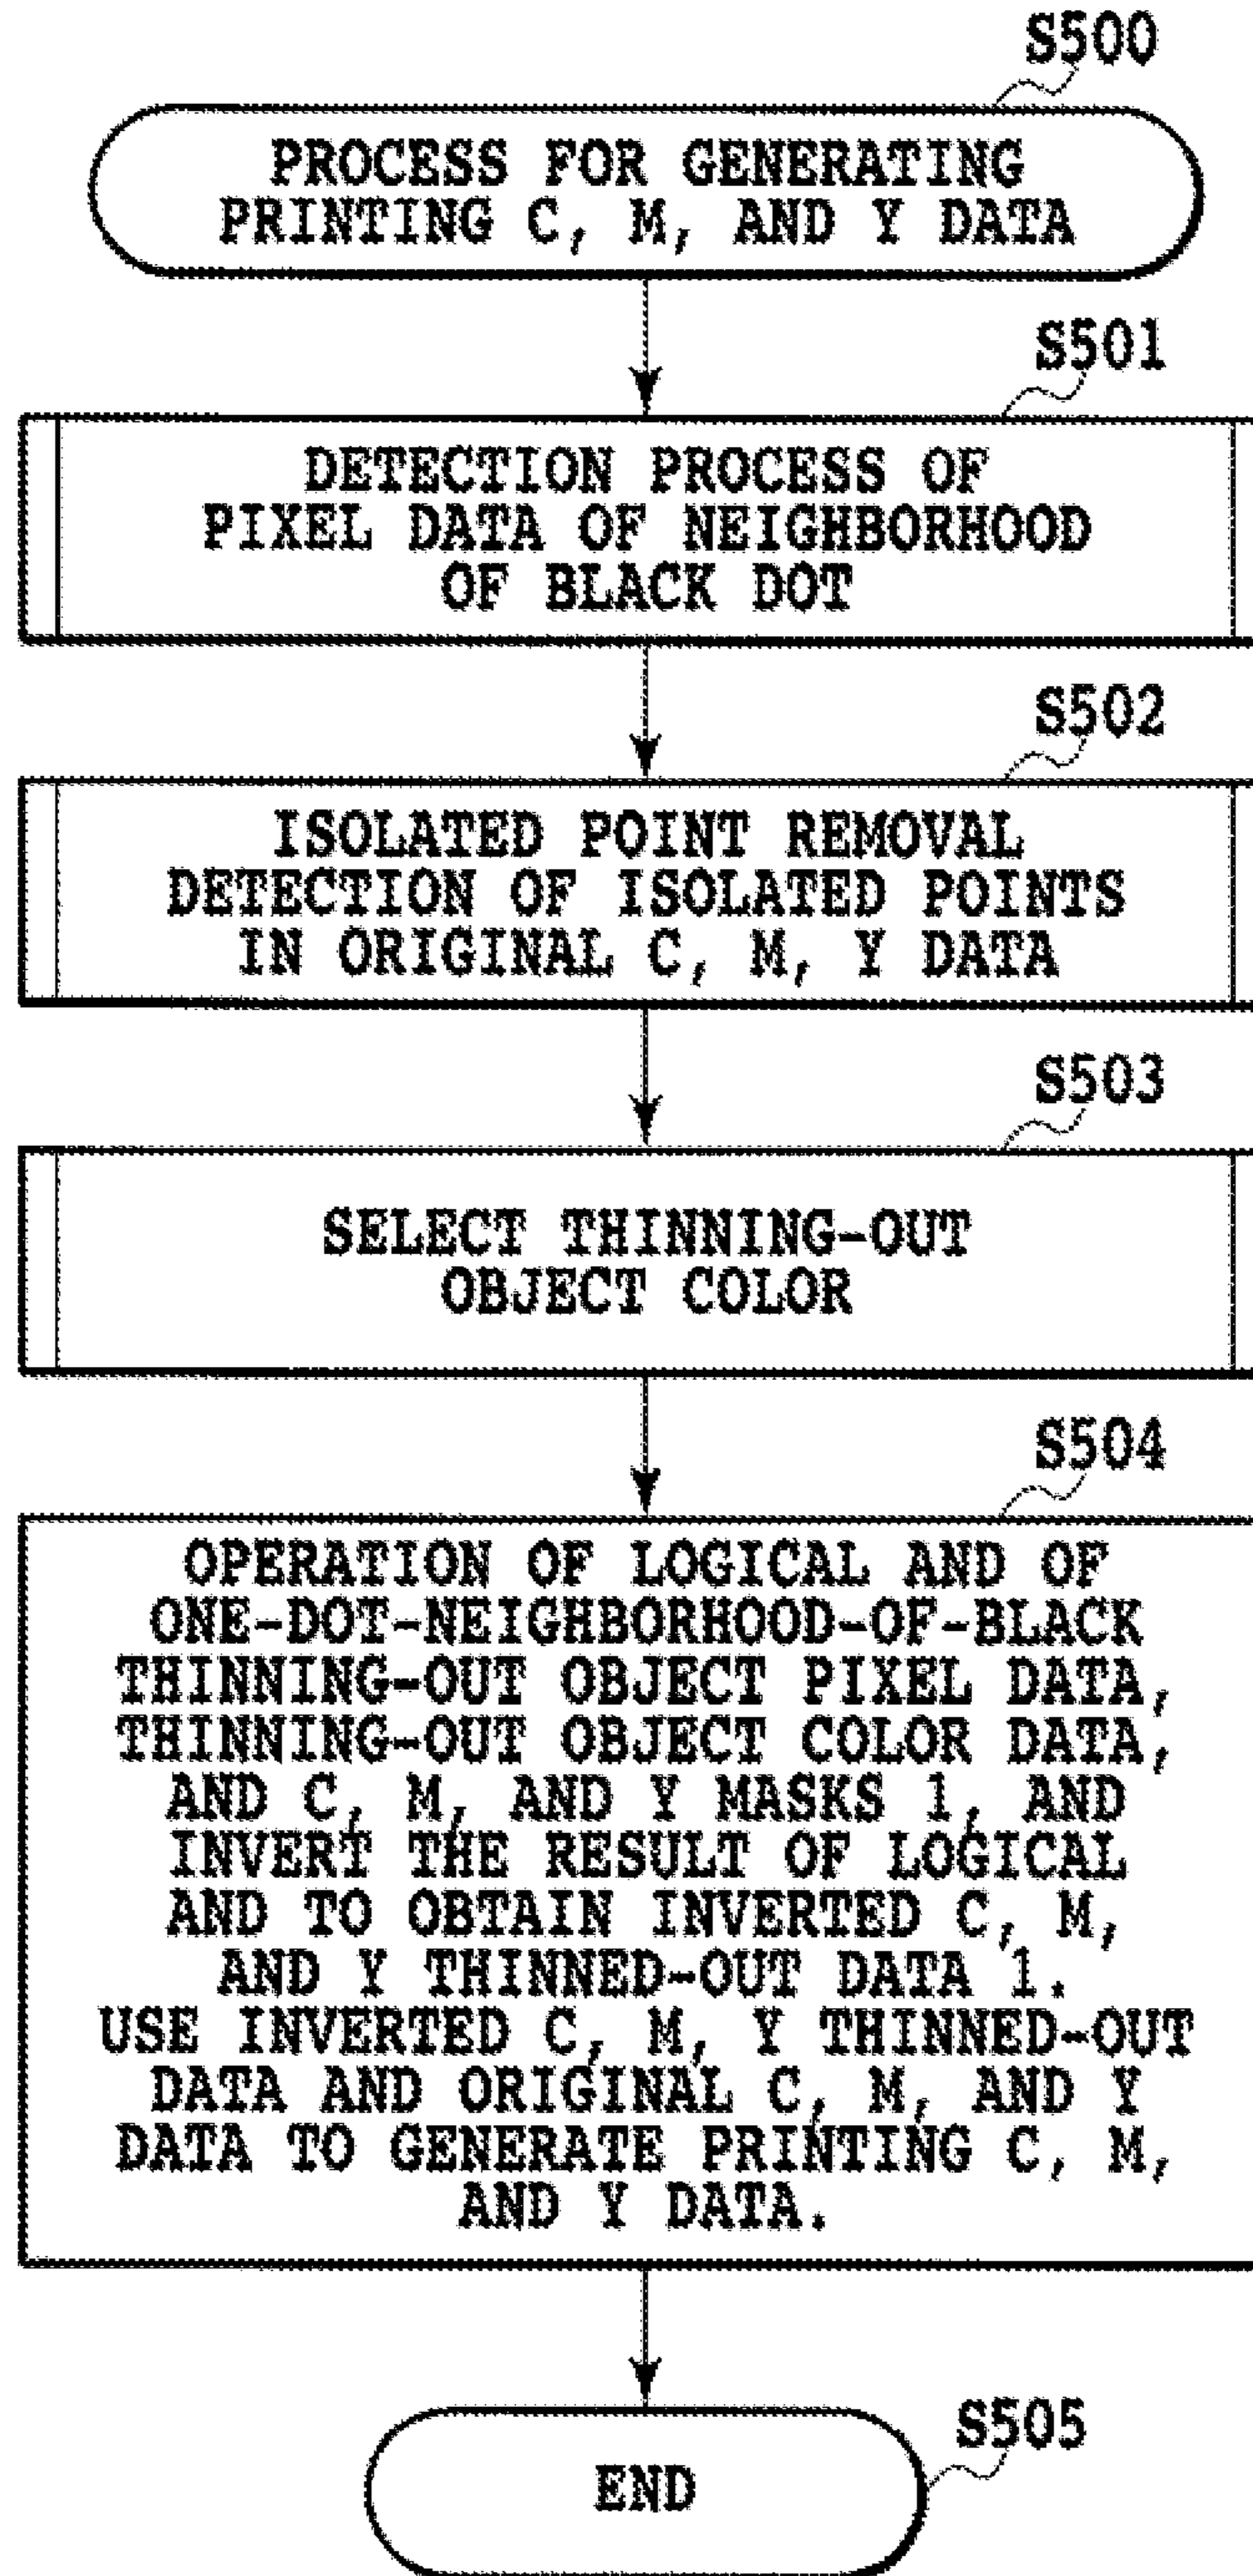 S500
PROCESS FOR GENERATING
PRINTING C, M, AND Y DATA
S501
DETECTION PROCESS OF
PIXEL DATA OF NEIGHBORHOOD
OF BLACK DOT
S502
ISOLATED POINT REMOVAL
DETECTION OF ISOLATED POINTS
IN ORIGINAL C, M, Y DATA
S503
SELECT THINNING-OUT
OBJECT COLOR
S504
OPERATION OF LOGICAL AND OF
ONE-DOT-NEIGHBORHOOD-OF-BLACK
THINNING-OUT OBJECT PIXEL DATA,
THINNING-OUT OBJECT COLOR DATA,
AND C, M, AND Y MASKS 1, AND
INVERT THE RESULT OF LOGICAL
AND TO OBTAIN INVERTED C, M,
AND Y THINNED-OUT DATA 1.
USE INVERTED C, M, Y THINNED-OUT
DATA AND ORIGINAL C, M, AND Y
DATA TO GENERATE PRINTING C, M,
AND Y DATA.
S505
END